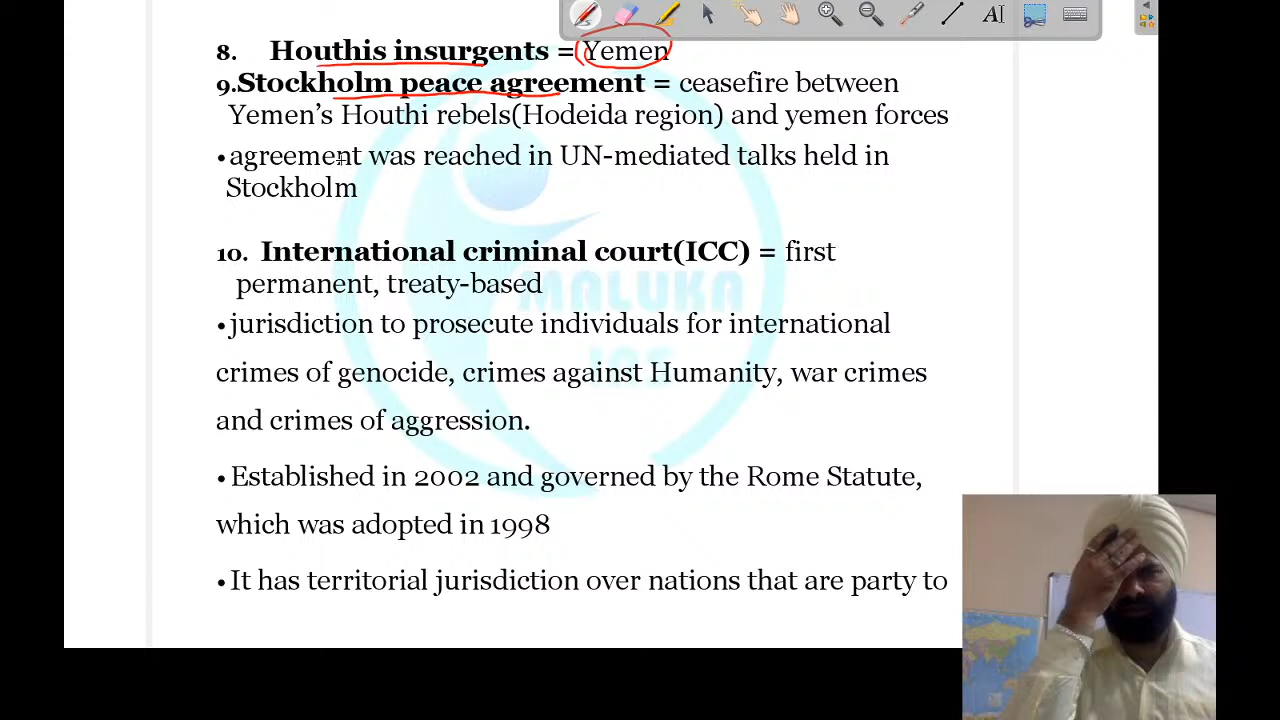 8. Houthis insurgents = Yemen
9.Stockholm peace agreement = ceasefire between
Yemen's Houthi rebels(Hodeida region) and yemen forces
• agreement was reached in UN-mediated talks held in
Stockholm
10. International criminal court(ICC) = first
permanent, treaty-based
MALUKA
IAS
• jurisdiction to prosecute individuals for international
crimes of genocide, crimes against Humanity, war crimes
and crimes of aggression.
• Established in 2002 and governed by the Rome Statute,
which was adopted in 1998
• It has territorial jurisdiction over nations that are party to